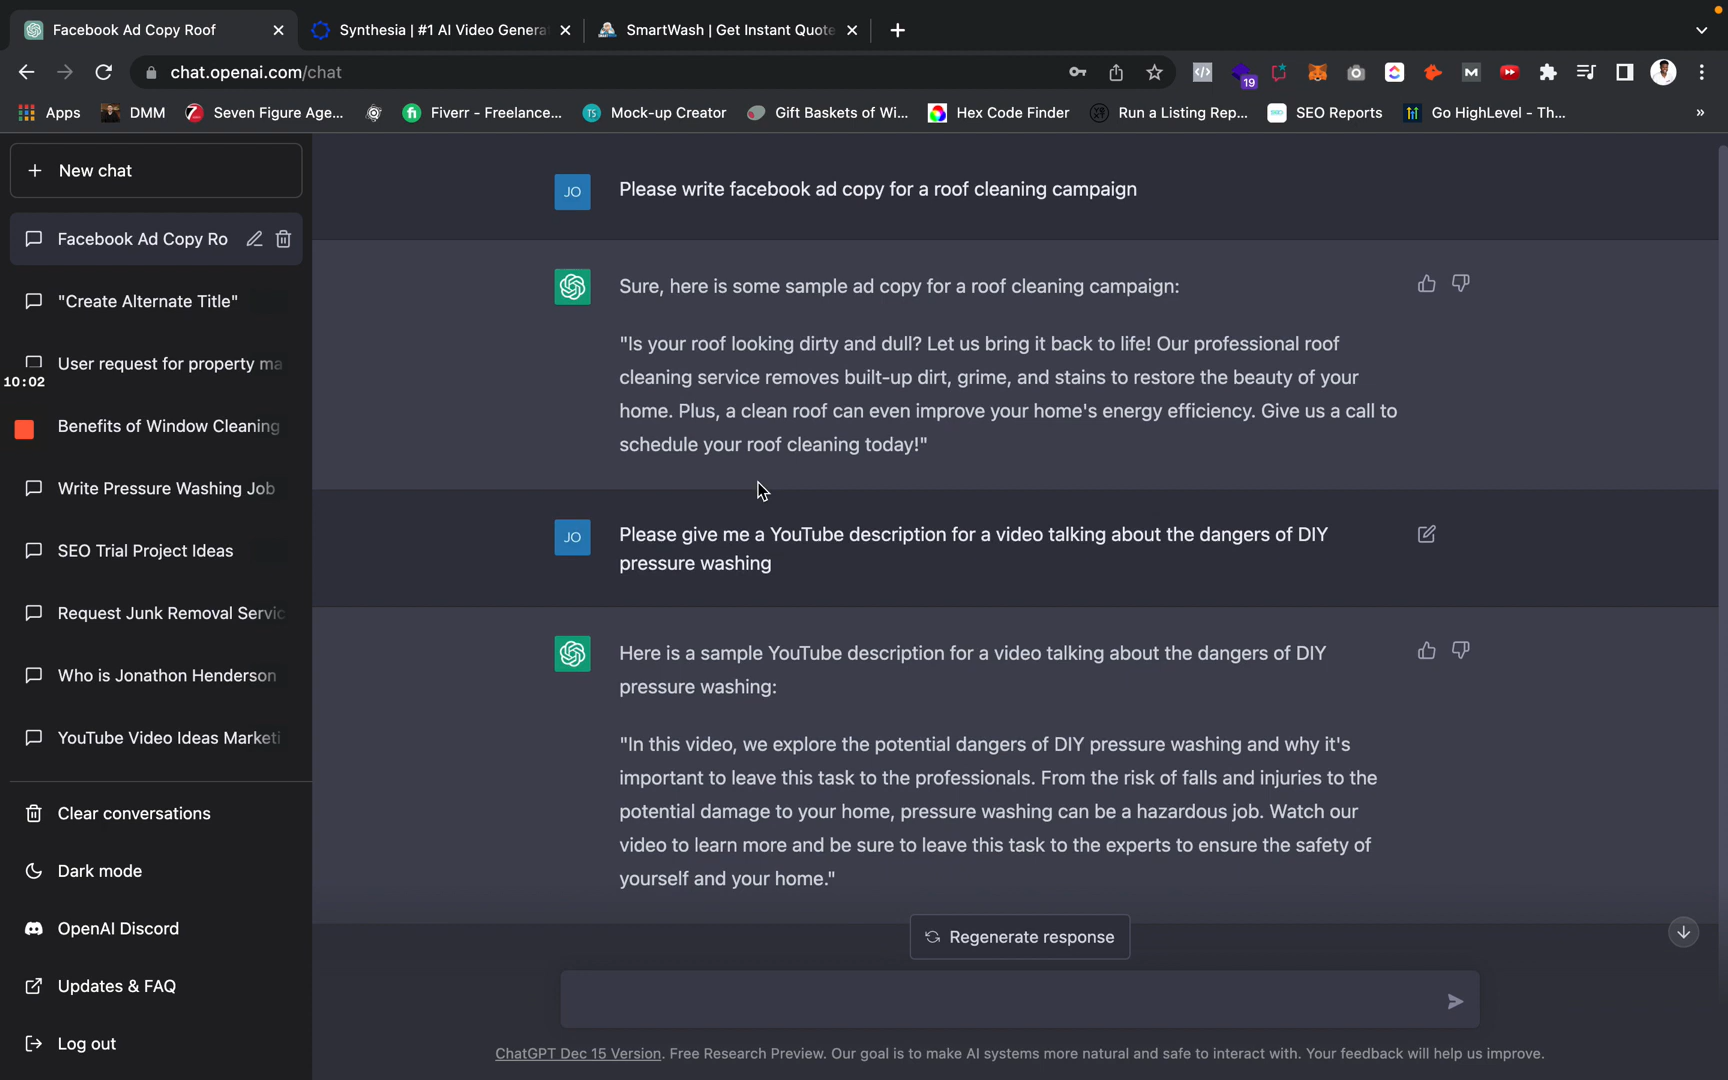 Facebook Ad Copy Roof
Synthesia | #1 AI Video Genera
SmartWash | Get Instant Quote
chat.openai.com/chat
19
Apps
DMM
Seven Figure Age...
Fiverr - Freelance...
Mock-up Creator
Gift Baskets of Wi...
Hex Code Finder
Run a Listing Rep...
SEO Reports
Go HighLevel - Th...
New chat
Facebook Ad Copy Ro
"Create Alternate Title"
User request for property ma
10:02
Benefits of Window Cleaning
Write Pressure Washing Job
SEO Trial Project Ideas
Request Junk Removal Servic
Who is Jonathon Henderson
YouTube Video Ideas Marketi
Clear conversations
Dark mode
OpenAI Discord
Updates & FAQ
Log out
JO
Please write facebook ad copy for a roof cleaning campaign
Sure, here is some sample ad copy for a roof cleaning campaign:
"Is your roof looking dirty and dull? Let us bring it back to life! Our professional roof
cleaning service removes built-up dirt, grime, and stains to restore the beauty of your
home. Plus, a clean roof can even improve your home's energy efficiency. Give us a call to
schedule your roof cleaning today!"
JO
Please give me a YouTube description for a video talking about the dangers of DIY
pressure washing
Here is a sample YouTube description for a video talking about the dangers of DIY
pressure washing:
"In this video, we explore the potential dangers of DIY pressure washing and why it's
important to leave this task to the professionals. From the risk of falls and injuries to the
potential damage to your home, pressure washing can be a hazardous job. Watch our
video to learn more and be sure to leave this task to the experts to ensure the safety of
yourself and your home."
Regenerate response
ChatGPT Dec 15 Version. Free Research Preview. Our goal is to make AI systems more natural and safe to interact with. Your feedback will help us improve.